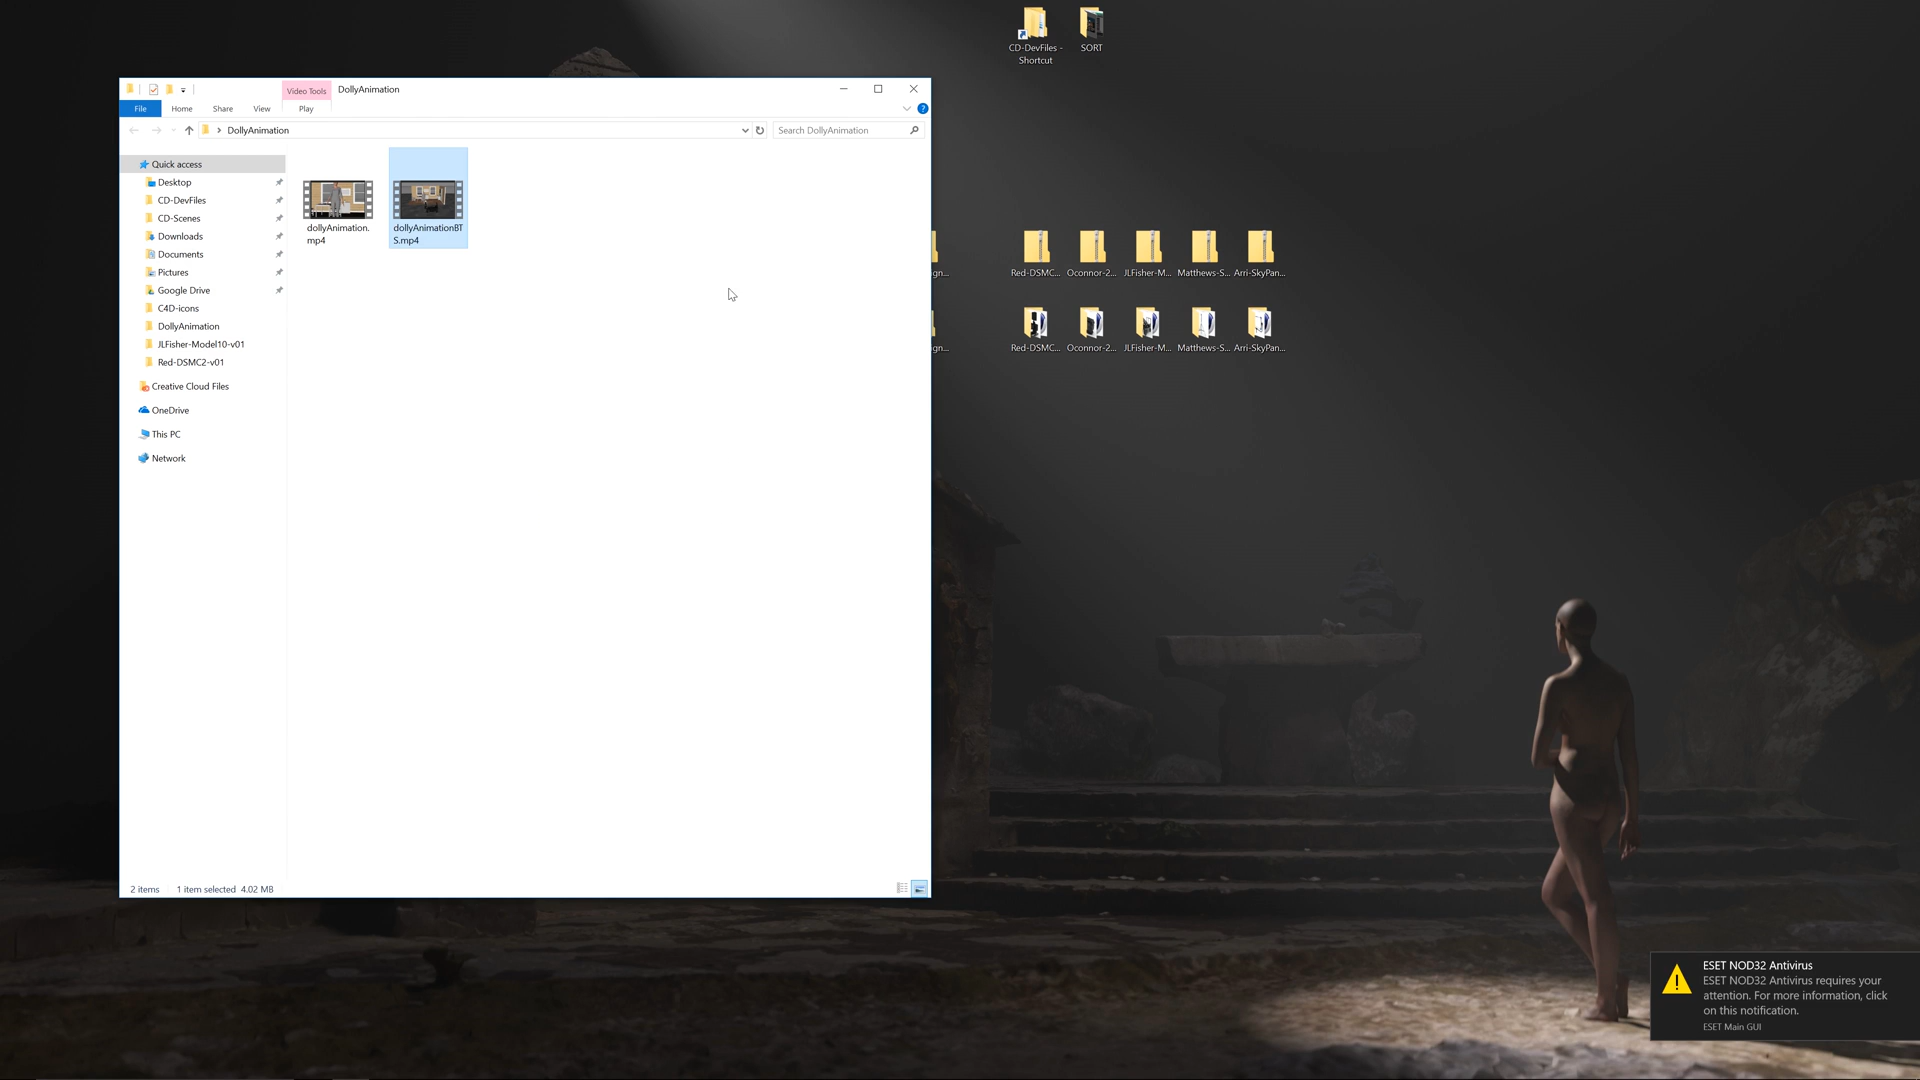 CD-DevFiles -
Shortcut
SORT
Video Tools
DollyAnimation
File
Home
Share
View
Play
DollyAnimation
Search DollyAnimation
Quick access
Desktop
CD-DevFiles
CD-Scenes
Downloads
Documents
Pictures
Google Drive
C4D-icons
DollyAnimation
JLFisher-Model10-v01
Red-DSMC2-v01
Creative Cloud Files
OneDrive
This PC
Network
dollyAnimation.
mp4
dollyAnimationBT
S.mp4
ign...
Red-DSMC...
Oconnor-2...
JLFisher-M...
Matthews-S...
Arri-SkyPan...
ign...
Red-DSMC...
Oconnor-2...
JLFisher-M...
Matthews-S...
Arri-SkyPan...
2 items
1 item selected 4.02 MB
ESET NOD32 Antivirus
ESET NOD32 Antivirus requires your
attention. For more information, click
on this notification.
ESET Main GUI